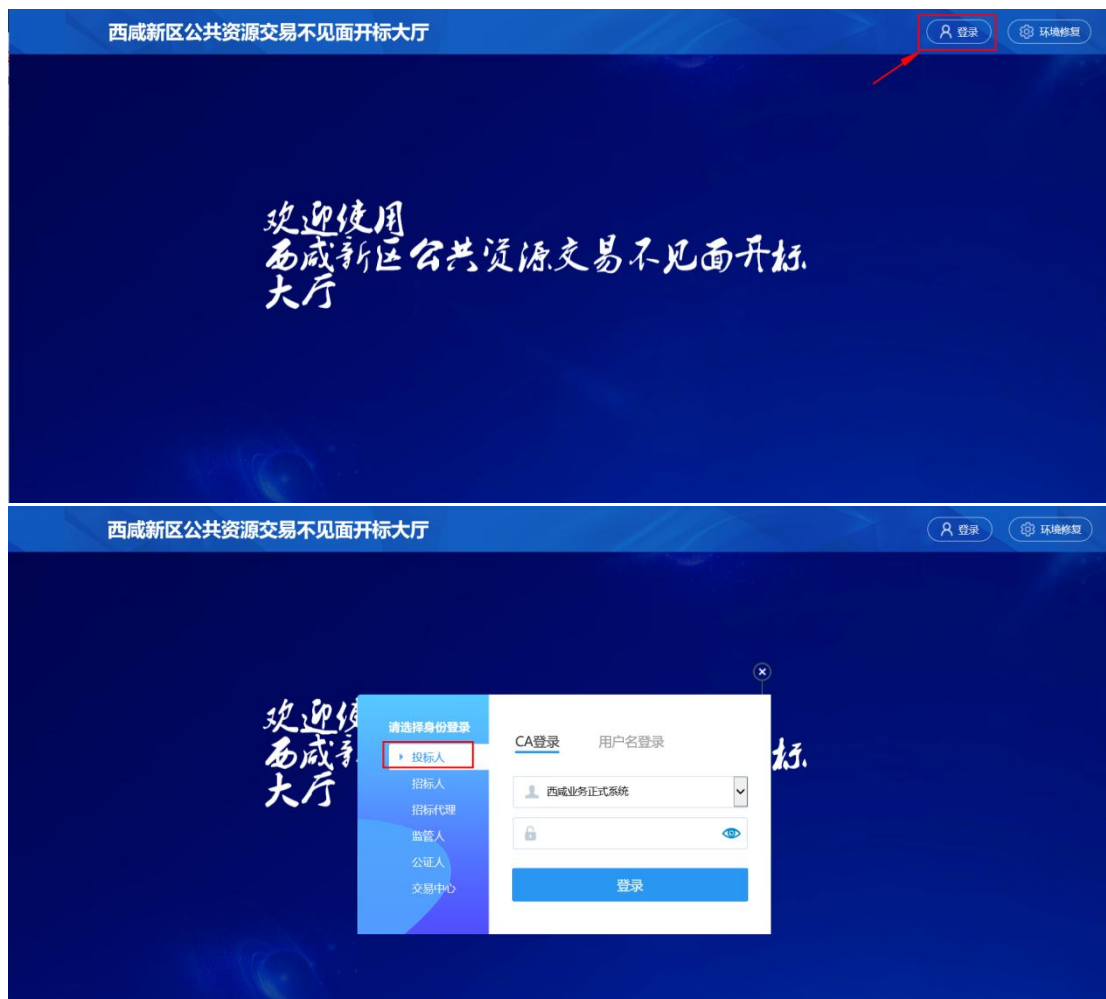 西咸新区公共资源交易不见面开标大厅
登录
环境修复
欢迎使用
西咸新区公共资源交易不见面开标
大厅
西咸新区公共资源交易不见面开标大厅
登录
环境修复
欢迎使
西咸新
标
大厅
请选择身份登录
投标人
招标人
招标代理
监管人
公证人
交易中心
CA登录
用户名登录
西咸业务正式系统
登录